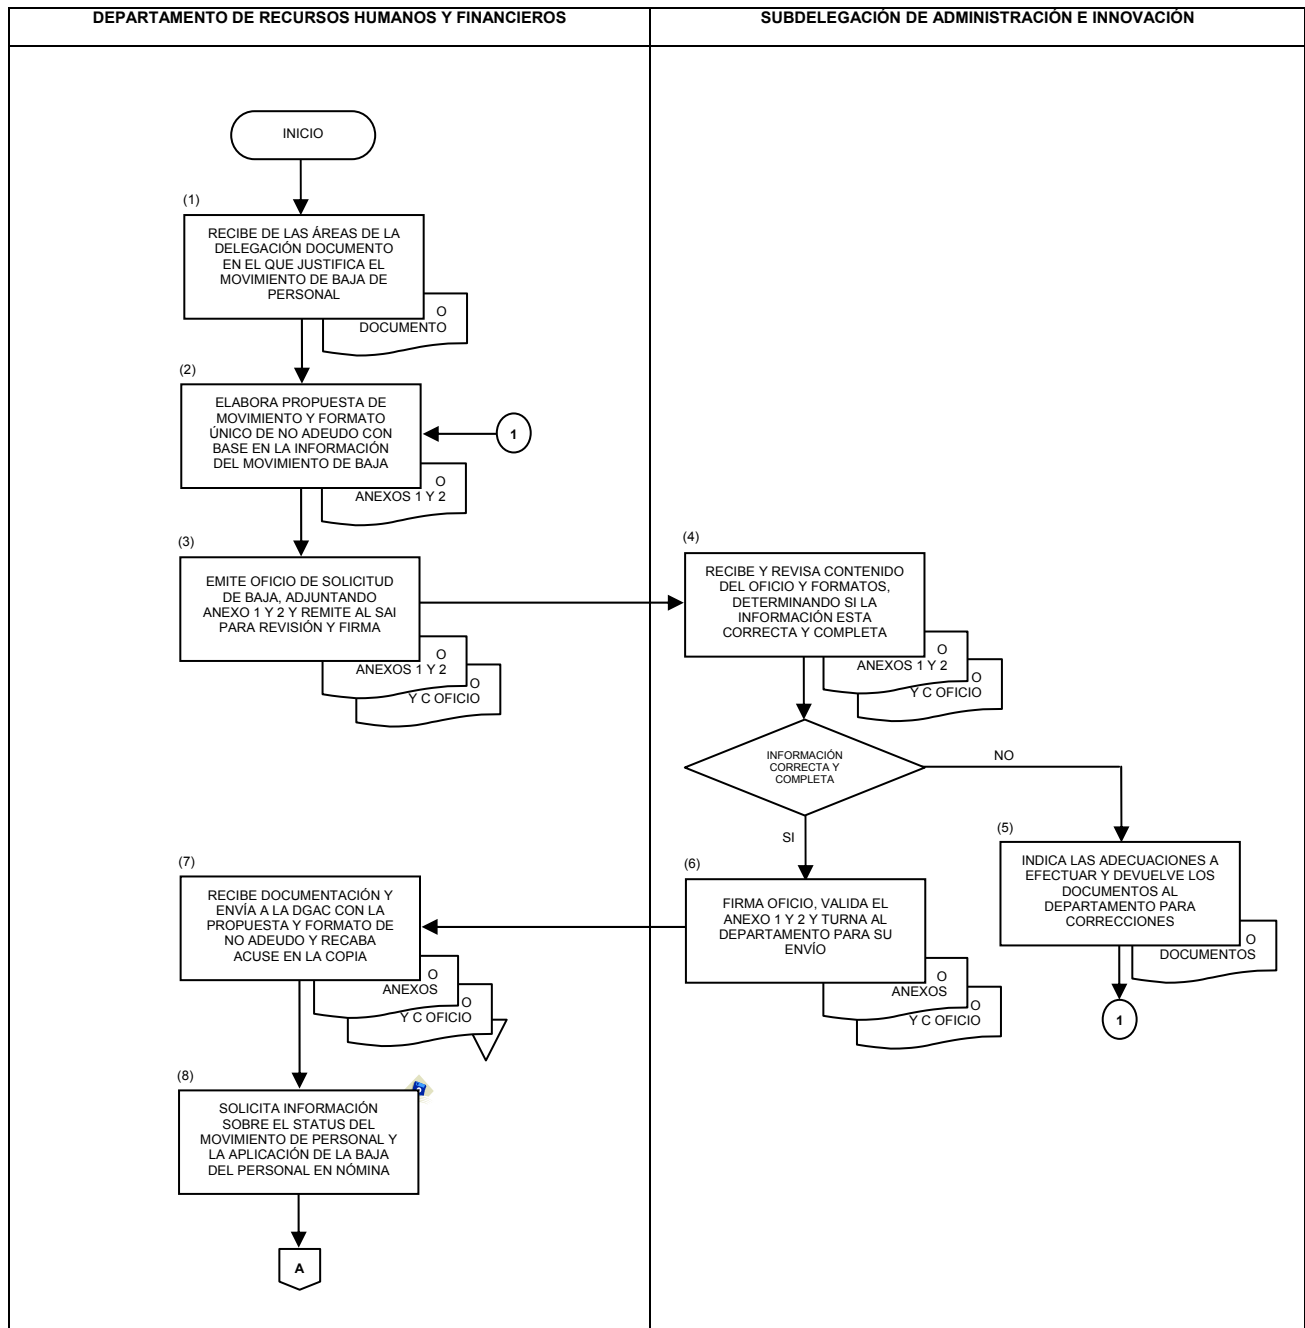 DEPARTAMENTO DE RECURSOS HUMANOS Y FINANCIEROS
SUBDELEGACIÓN DE ADMINISTRACIÓN E INNOVACIÓN
INICIO
(1)
RECIBE DE LAS ÁREAS DE LA
DELEGACIÓN DOCUMENTO
EN EL QUE JUSTIFICA EL
MOVIMIENTO DE BAJA DE
PERSONAL
O
DOCUMENTO
(2)
ELABORA PROPUESTA DE
MOVIMIENTO Y FORMATO
ÚNICO DE NO ADEUDO CON
BASE EN LA INFORMACIÓN
DEL MOVIMIENTO DE BAJA
1
O
ANEXOS 1 Y 2
(3)
EMITE OFICIO DE SOLICITUD
DE BAJA, ADJUNTANDO
ANEXO 1 Y 2 Y REMITE AL SAI
PARA REVISIÓN Y FIRMA
O
ANEXOS 1 Y 2
O
Y C OFICIO
(4)
RECIBE Y REVISA CONTENIDO
DEL OFICIO Y FORMATOS,
DETERMINANDO SI LA
INFORMACIÓN ESTA
CORRECTA Y COMPLETA
O
ANEXOS 1 Y 2
O
Y C OFICIO
INFORMACIÓN
CORRECTA Y
COMPLETA
NO
SI
(5)
INDICA LAS ADECUACIONES A
EFECTUAR Y DEVUELVE LOS
DOCUMENTOS AL
DEPARTAMENTO PARA
CORRECCIONES
O
DOCUMENTOS
1
(6)
FIRMA OFICIO, VALIDA EL
ANEXO 1 Y 2 Y TURNA AL
DEPARTAMENTO PARA SU
ENVÍO
O
ANEXOS
O
Y C OFICIO
(7)
RECIBE DOCUMENTACIÓN Y
ENVÍA A LA DGAC CON LA
PROPUESTA Y FORMATO DE
NO ADEUDO Y RECABA
ACUSE EN LA COPIA
O
ANEXOS
O
Y C OFICIO
(8)
SOLICITA INFORMACIÓN
SOBRE EL STATUS DEL
MOVIMIENTO DE PERSONAL Y
LA APLICACIÓN DE LA BAJA
DEL PERSONAL EN NÓMINA
A